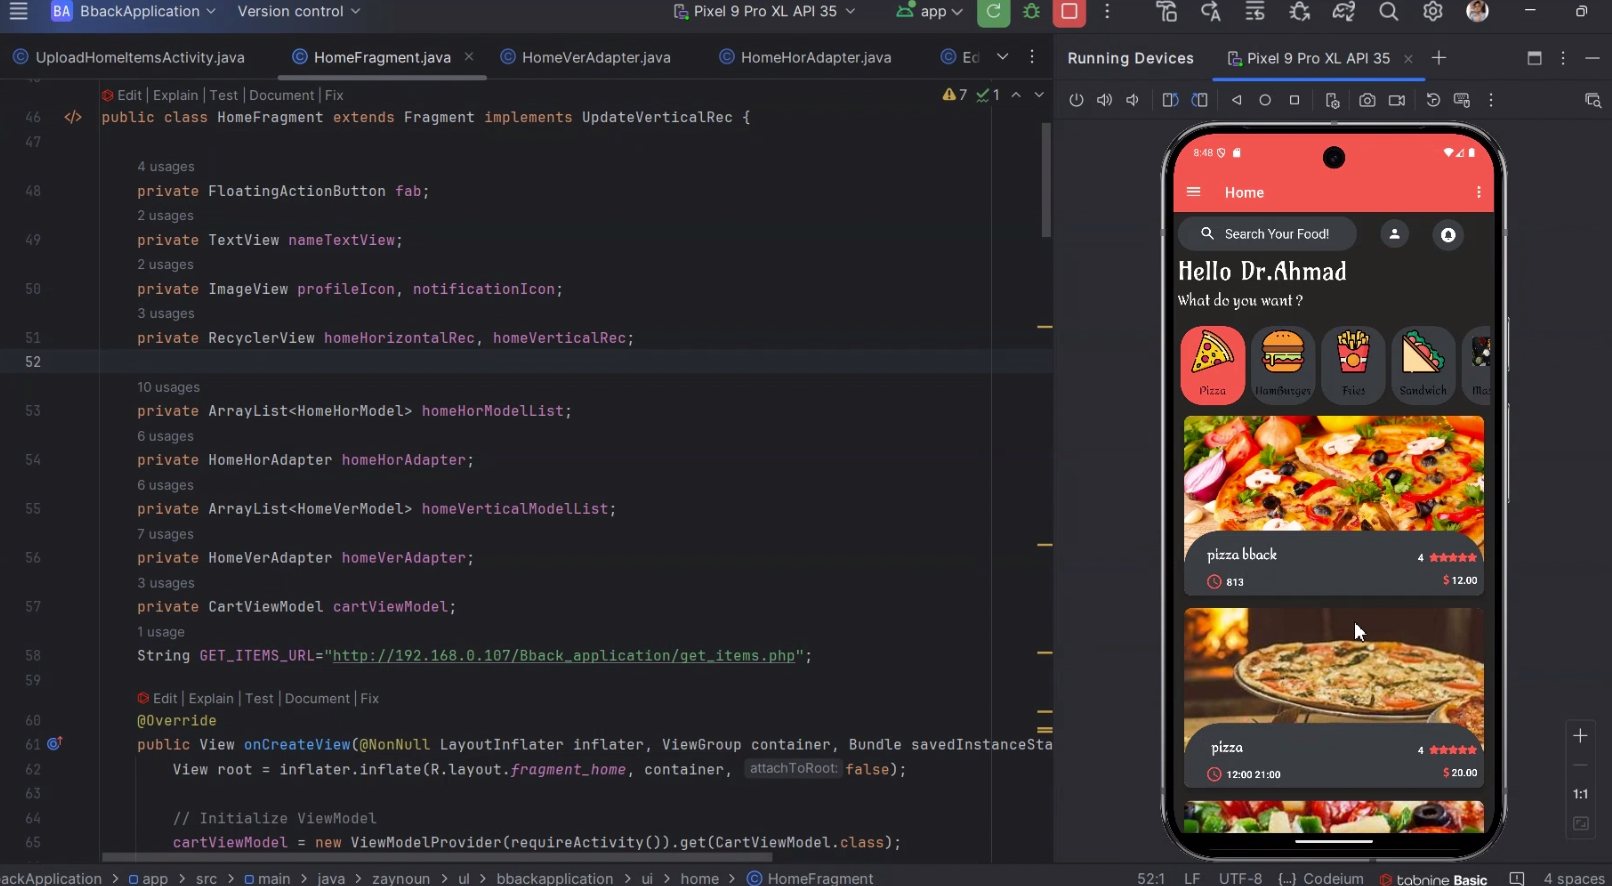 BA BbackApplication Version control Pixel 9 Pro XL API 35 app
UploadHomeItemsActivity.java HomeFragment.java HomeVerAdapter.java HomeHorAdapter.java Ed
Edit | Explain | Test | Document | Fix 7 1
46 public class HomeFragment extends Fragment implements UpdateVerticalRec {
47
4 usages
48 private FloatingActionButton fab;
2 usages
49 private TextView nameTextView;
2 usages
50 private ImageView profileIcon, notificationIcon;
3 usages
51 private RecyclerView homeHorizontalRec, homeVerticalRec;
52
10 usages
53 private ArrayList<HomeHorModel> homeHorModelList;
6 usages
54 private HomeHorAdapter homeHorAdapter;
6 usages
55 private ArrayList<HomeVerModel> homeVerticalModelList;
7 usages
56 private HomeVerAdapter homeVerAdapter;
3 usages
57 private CartViewModel cartViewModel;
1 usage
58 String GET_ITEMS_URL="http://192.168.0.107/Bback_application/get_items.php";
59
Edit | Explain | Test | Document | Fix
60 @Override
61 public View onCreateView(@NonNull LayoutInflater inflater, ViewGroup container, Bundle savedInstanceSta
62 View root = inflater.inflate(R.layout.fragment_home, container, attachToRoot: false);
63
64 // Initialize ViewModel
65 cartViewModel = new ViewModelProvider(requireActivity()).get(CartViewModel.class);
Running Devices Pixel 9 Pro XL API 35
8:48
Home
Search Your Food!
Hello Dr.Ahmad
What do you want ?
Pizza HamBurger Fries Sandwich
pizza bback 4
813 $ 12.00
pizza 4
12:00 21:00 $ 20.00
1:1
ackApplication > app > src > main > java > zaynoun > ul > bbackapplication > ui > home > HomeFragment 52:1 LF UTF-8 {...} Codeium tabnine Basic 4 spaces